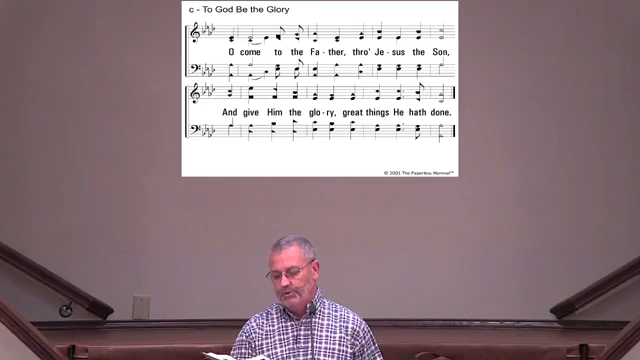 c - To God Be the Glory
O come to the Fa - ther, thro' Je - sus the Son,
And give Him the glo - ry, great things He hath done.
© 2001 The Paperless Hymnal™